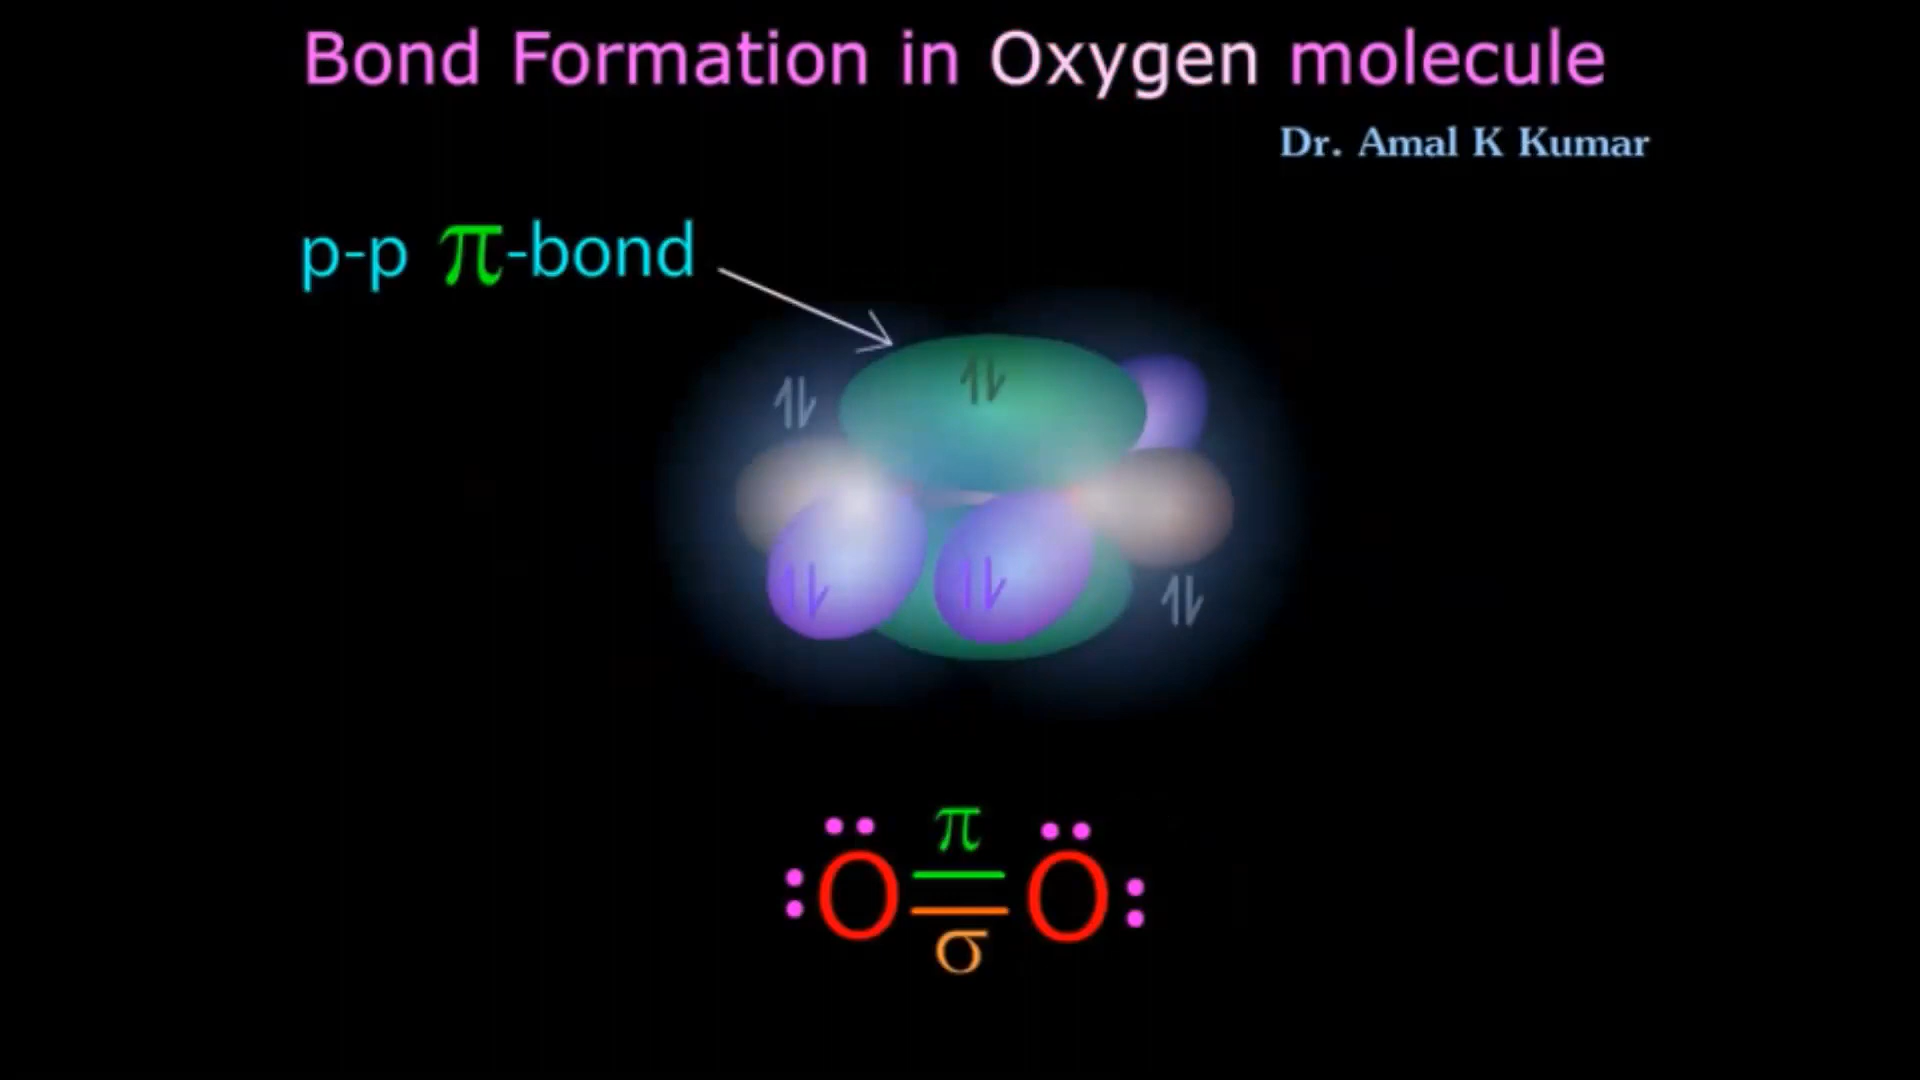 Bond Formation in Oxygen molecule
Dr. Amal K Kumar
p-p π-bond
⥮ ⥮
⥮ ⥮ ⥮
π
:Ö=Ö:
σ